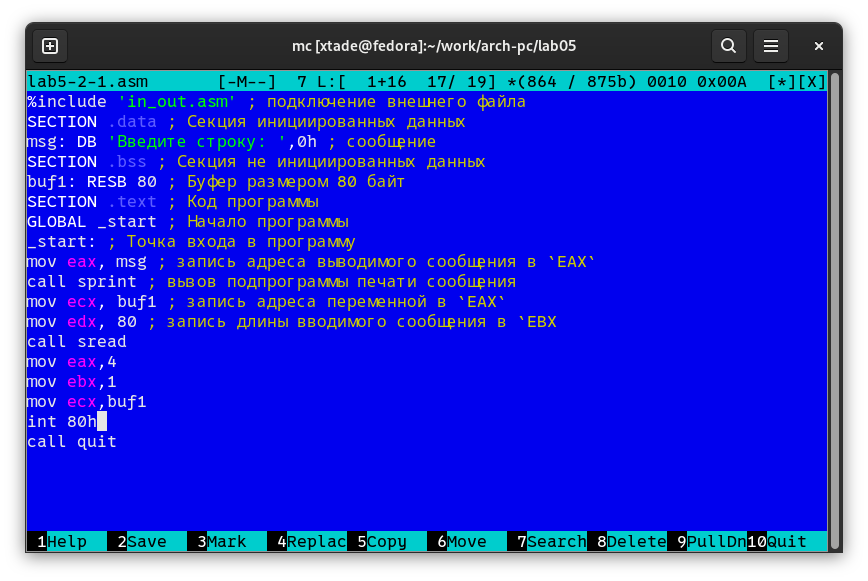 mc [xtade@fedora]:~/work/arch-pc/lab05
lab5-2-1.asm [-M--] 7 L:[ 1+16 17/ 19] *(864 / 875b) 0010 0x00A [*][X]
%include 'in_out.asm' ; подключение внешнего файла
SECTION .data ; Секция инициированных данных
msg: DB 'Введите строку: ',0h ; сообщение
SECTION .bss ; Секция не инициированных данных
buf1: RESB 80 ; Буфер размером 80 байт
SECTION .text ; Код программы
GLOBAL _start ; Начало программы
_start: ; Точка входа в программу
mov eax, msg ; запись адреса выводимого сообщения в `EAX`
call sprint ; вызов подпрограммы печати сообщения
mov ecx, buf1 ; запись адреса переменной в `EAX`
mov edx, 80 ; запись длины вводимого сообщения в `EBX
call sread
mov eax,4
mov ebx,1
mov ecx,buf1
int 80h
call quit
1Help 2Save 3Mark 4Replac 5Copy 6Move 7Search 8Delete 9PullDn 10Quit